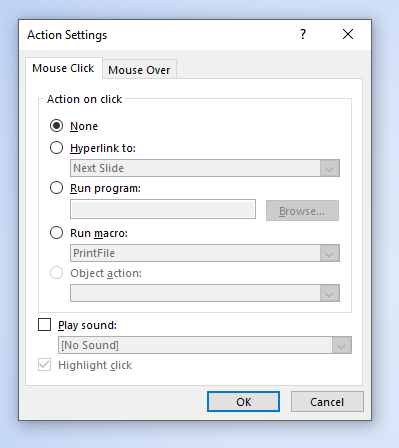 Action Settings ?
Mouse Click Mouse Over
Action on click
None
Hyperlink to:
Next Slide
Run program:
Browse...
Run macro:
PrintFile
Object action:
Play sound:
[No Sound]
Highlight click
OK Cancel